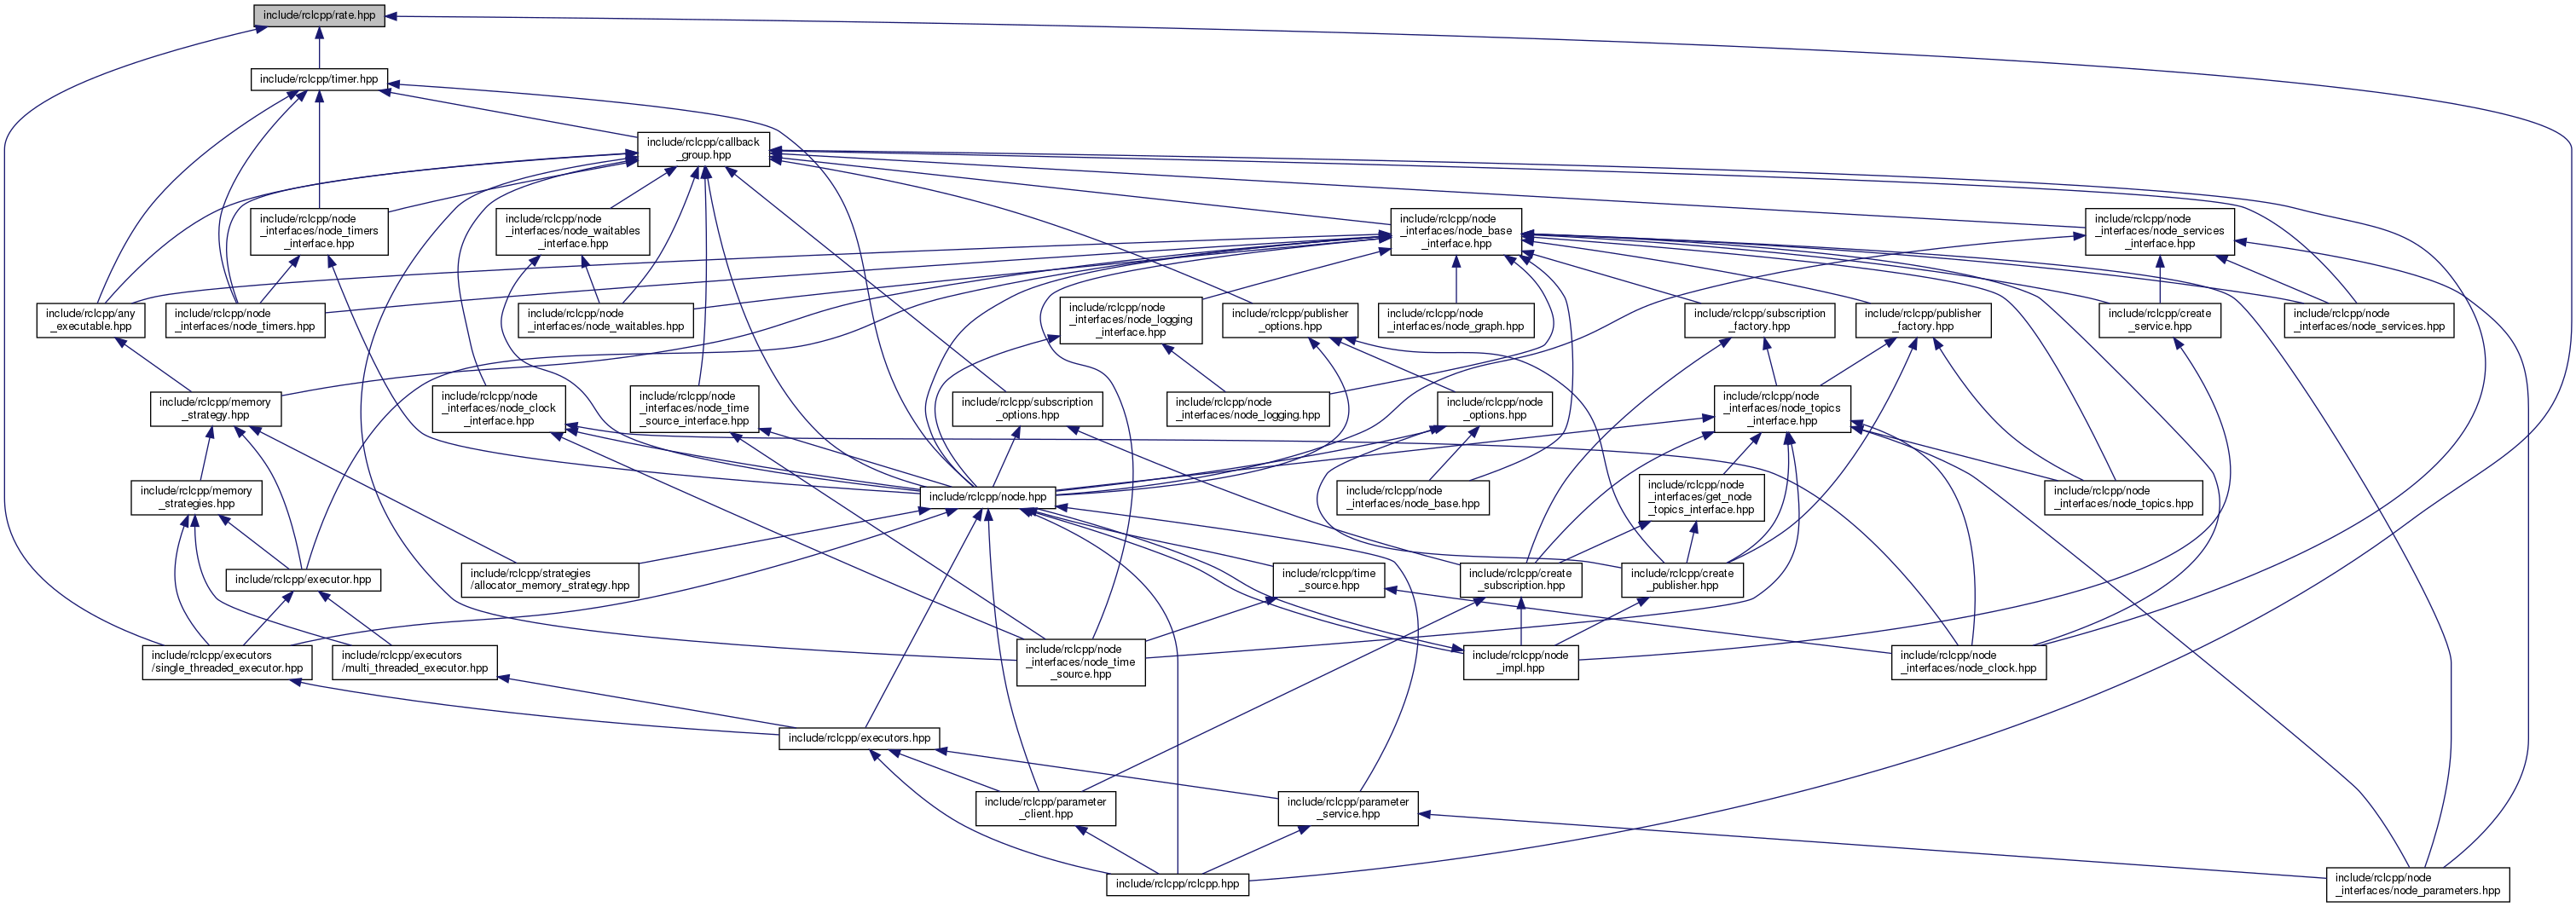 include/rclcpp/rate.hpp
include/rclcpp/timer.hpp
include/rclcpp/callback
_group.hpp
include/rclcpp/node
_interfaces/node_timers
_interface.hpp
include/rclcpp/node
_interfaces/node_waitables
_interface.hpp
include/rclcpp/node
_interfaces/node_base
_interface.hpp
include/rclcpp/node
_interfaces/node_services
_interface.hpp
include/rclcpp/any
_executable.hpp
include/rclcpp/node
_interfaces/node_timers.hpp
include/rclcpp/node
_interfaces/node_waitables.hpp
include/rclcpp/node
_interfaces/node_logging
_interface.hpp
include/rclcpp/publisher
_options.hpp
include/rclcpp/node
_interfaces/node_graph.hpp
include/rclcpp/subscription
_factory.hpp
include/rclcpp/publisher
_factory.hpp
include/rclcpp/create
_service.hpp
include/rclcpp/node
_interfaces/node_services.hpp
include/rclcpp/memory
_strategy.hpp
include/rclcpp/node
_interfaces/node_clock
_interface.hpp
include/rclcpp/node
_interfaces/node_time
_source_interface.hpp
include/rclcpp/subscription
_options.hpp
include/rclcpp/node
_interfaces/node_logging.hpp
include/rclcpp/node
_options.hpp
include/rclcpp/node
_interfaces/node_topics
_interface.hpp
include/rclcpp/memory
_strategies.hpp
include/rclcpp/node.hpp
include/rclcpp/node
_interfaces/node_base.hpp
include/rclcpp/node
_interfaces/get_node
_topics_interface.hpp
include/rclcpp/node
_interfaces/node_topics.hpp
include/rclcpp/executor.hpp
include/rclcpp/strategies
/allocator_memory_strategy.hpp
include/rclcpp/time
_source.hpp
include/rclcpp/create
_subscription.hpp
include/rclcpp/create
_publisher.hpp
include/rclcpp/executors
/single_threaded_executor.hpp
include/rclcpp/executors
/multi_threaded_executor.hpp
include/rclcpp/node
_interfaces/node_time
_source.hpp
include/rclcpp/node
_impl.hpp
include/rclcpp/node
_interfaces/node_clock.hpp
include/rclcpp/executors.hpp
include/rclcpp/parameter
_client.hpp
include/rclcpp/parameter
_service.hpp
include/rclcpp/rclcpp.hpp
include/rclcpp/node
_interfaces/node_parameters.hpp